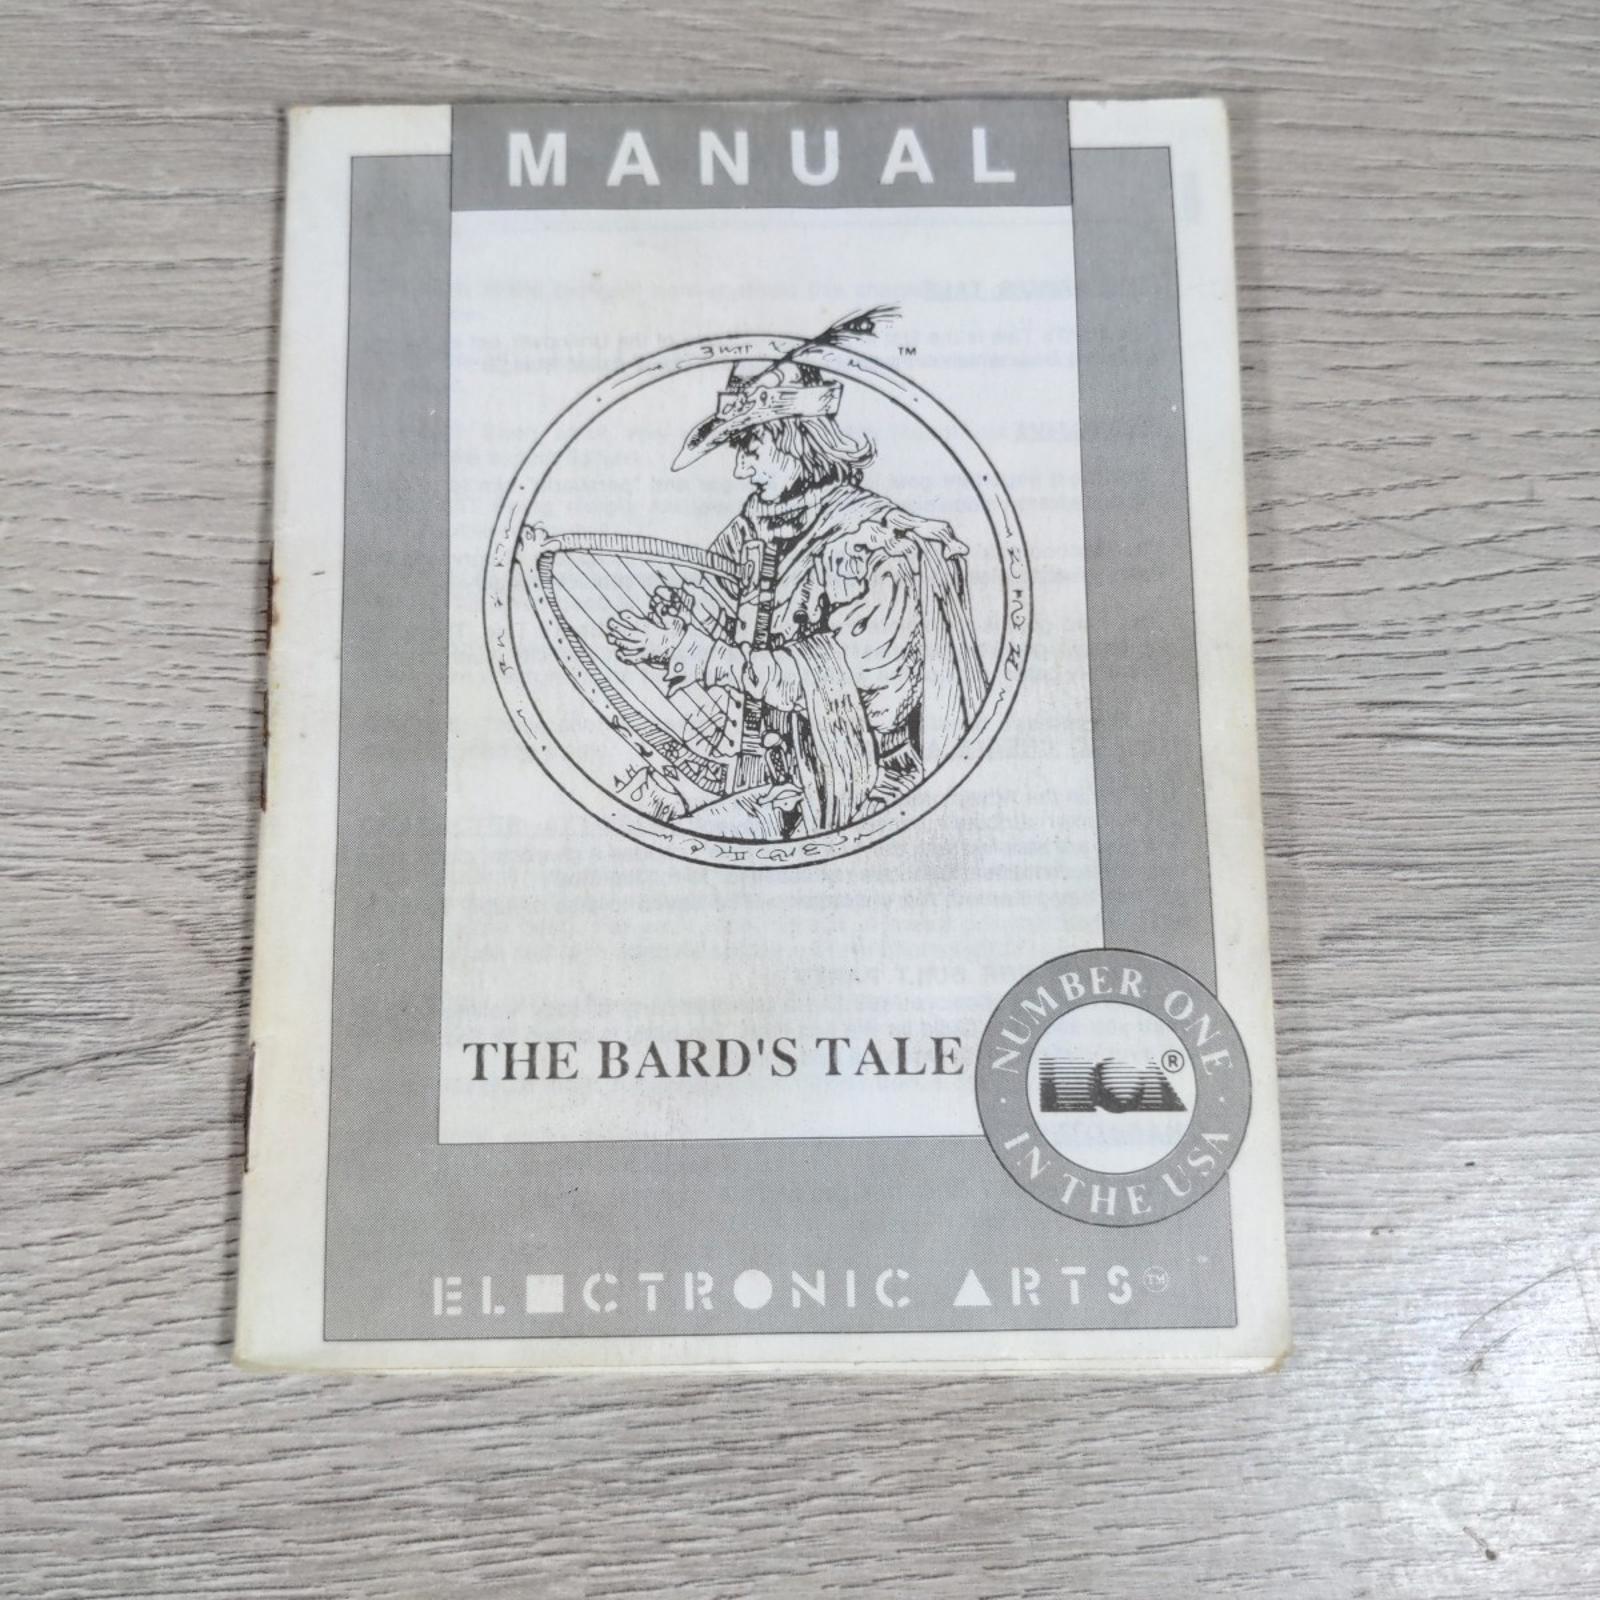 MANUAL
™
THE BARD'S TALE
NUMBER ONE
EA®
IN THE USA
ELECTRONIC ARTS™